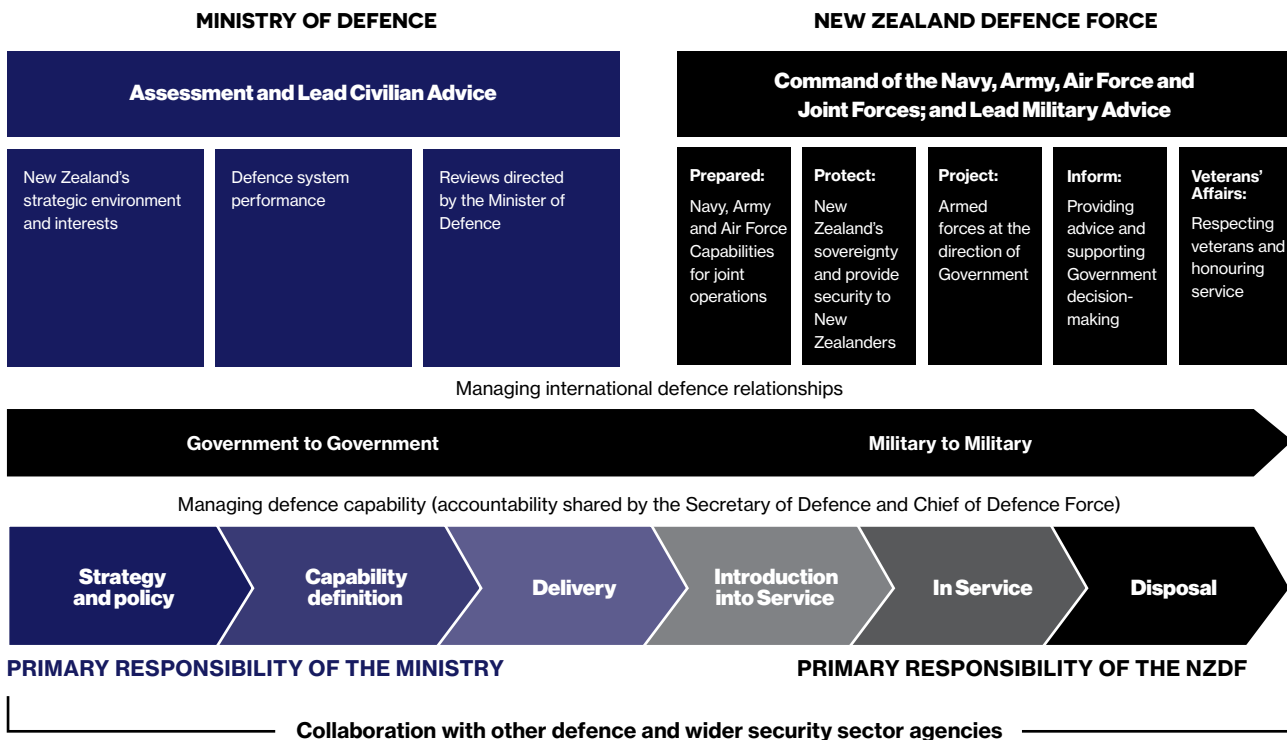 MINISTRY OF DEFENCE
NEW ZEALAND DEFENCE FORCE
Assessment and Lead Civilian Advice
Command of the Navy, Army, Air Force and
Joint Forces; and Lead Military Advice
New Zealand's
strategic environment
and interests
Defence system
performance
Reviews directed
by the Minister of
Defence
Prepared:
Navy, Army
and Air Force
Capabilities
for joint
operations
Protect:
New
Zealand's
sovereignty
and provide
security to
New
Zealanders
Project:
Armed
forces at the
direction of
Government
Inform:
Providing
advice and
supporting
Government
decision-
making
Veterans'
Affairs:
Respecting
veterans and
honouring
service
Managing international defence relationships
Government to Government
Military to Military
Managing defence capability (accountability shared by the Secretary of Defence and Chief of Defence Force)
Strategy
and policy
Capability
definition
Delivery
Introduction
into Service
In Service
Disposal
PRIMARY RESPONSIBILITY OF THE MINISTRY
PRIMARY RESPONSIBILITY OF THE NZDF
Collaboration with other defence and wider security sector agencies